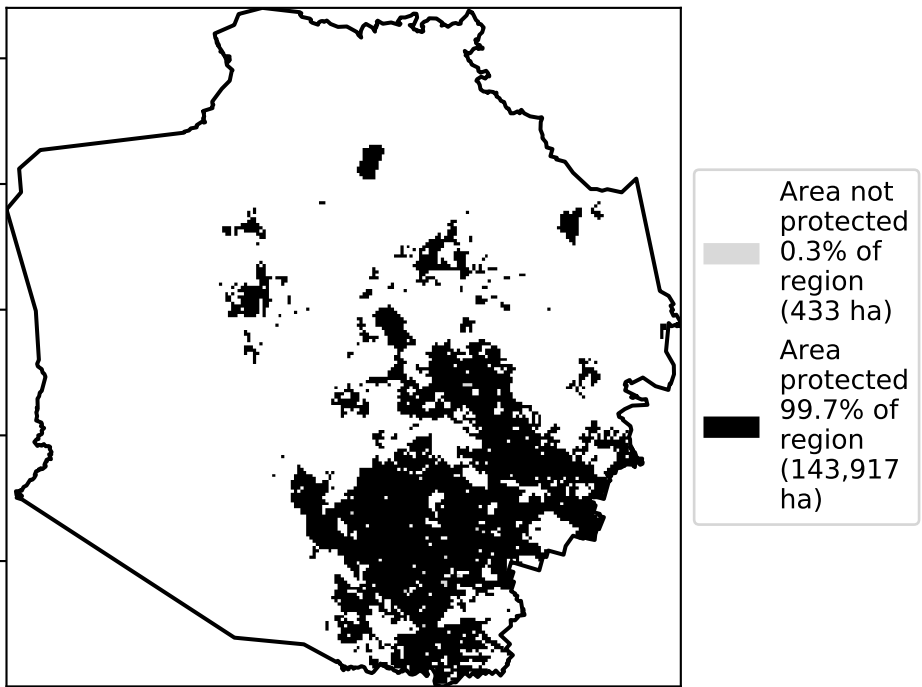 Area not
protected
0.3% of
region
(433 ha)
Area
protected
99.7% of
region
(143,917
ha)